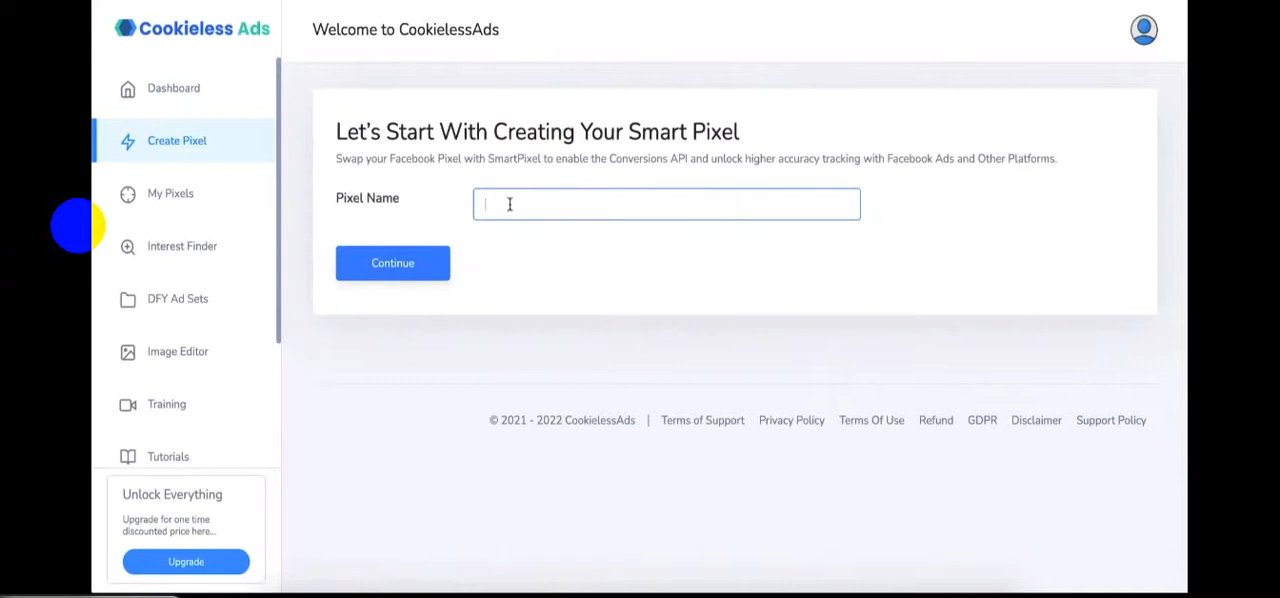 Cookieless Ads
Welcome to CookielessAds
Dashboard
Create Pixel
My Pixels
Interest Finder
DFY Ad Sets
Image Editor
Training
Tutorials
Unlock Everything
Upgrade for one time
discounted price here...
Upgrade
Let's Start With Creating Your Smart Pixel
Swap your Facebook Pixel with SmartPixel to enable the Conversions API and unlock higher accuracy tracking with Facebook Ads and Other Platforms.
Pixel Name
Continue
© 2021 - 2022 CookielessAds | Terms of Support Privacy Policy Terms Of Use Refund GDPR Disclaimer Support Policy